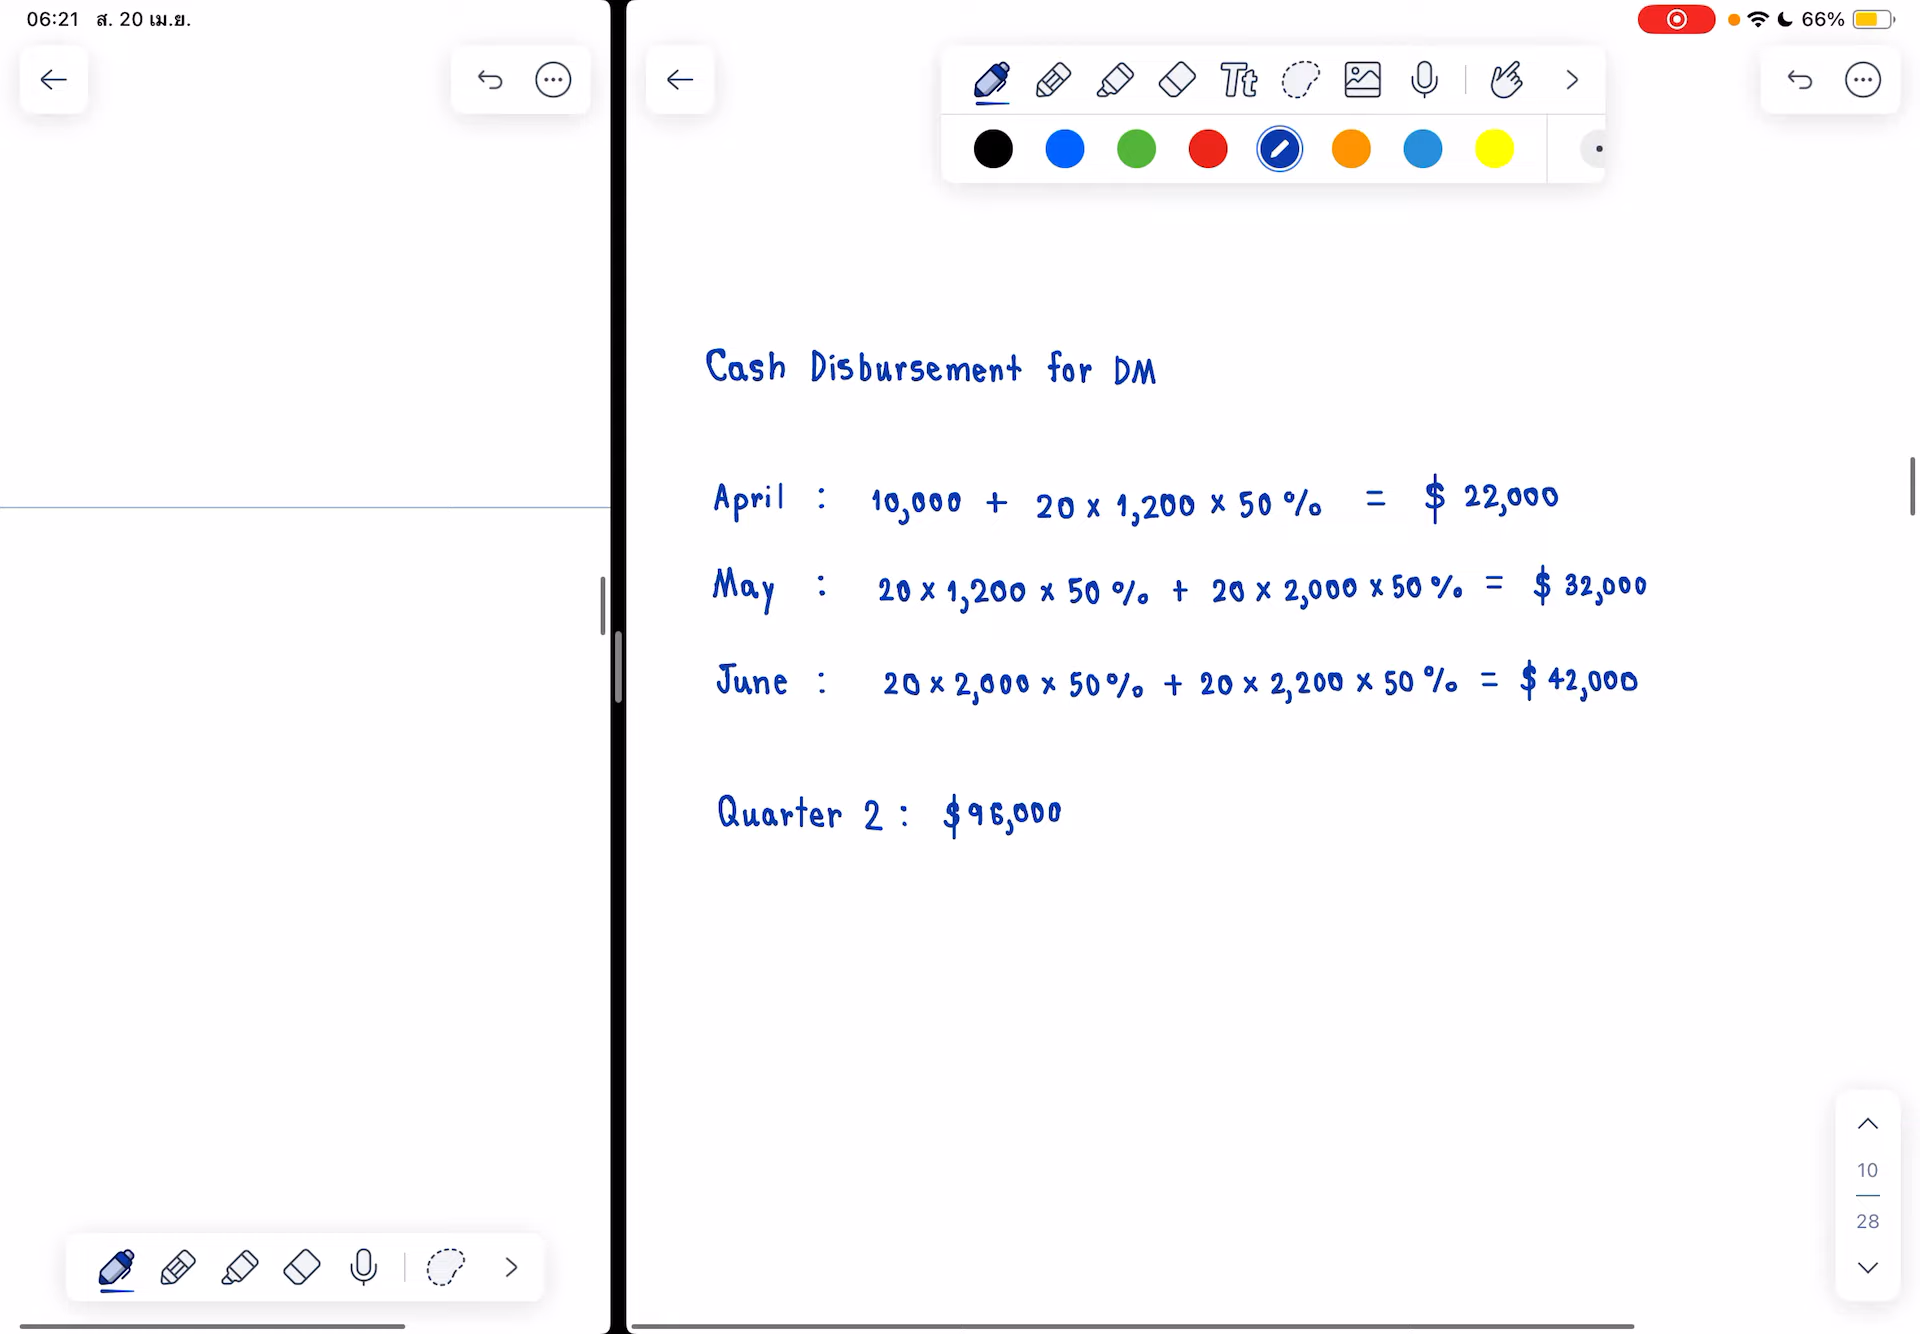 06:21 ส. 20 เม.ย.
66%
Tt
Cash Disbursement for DM
April : 10,000 + 20 x 1,200 x 50 % = $ 22,000
May : 20 x 1,200 x 50 % + 20 x 2,000 x 50 % = $ 32,000
June : 20 x 2,000 x 50 % + 20 x 2,200 x 50 % = $ 42,000
Quarter 2 : $96,000
10
28